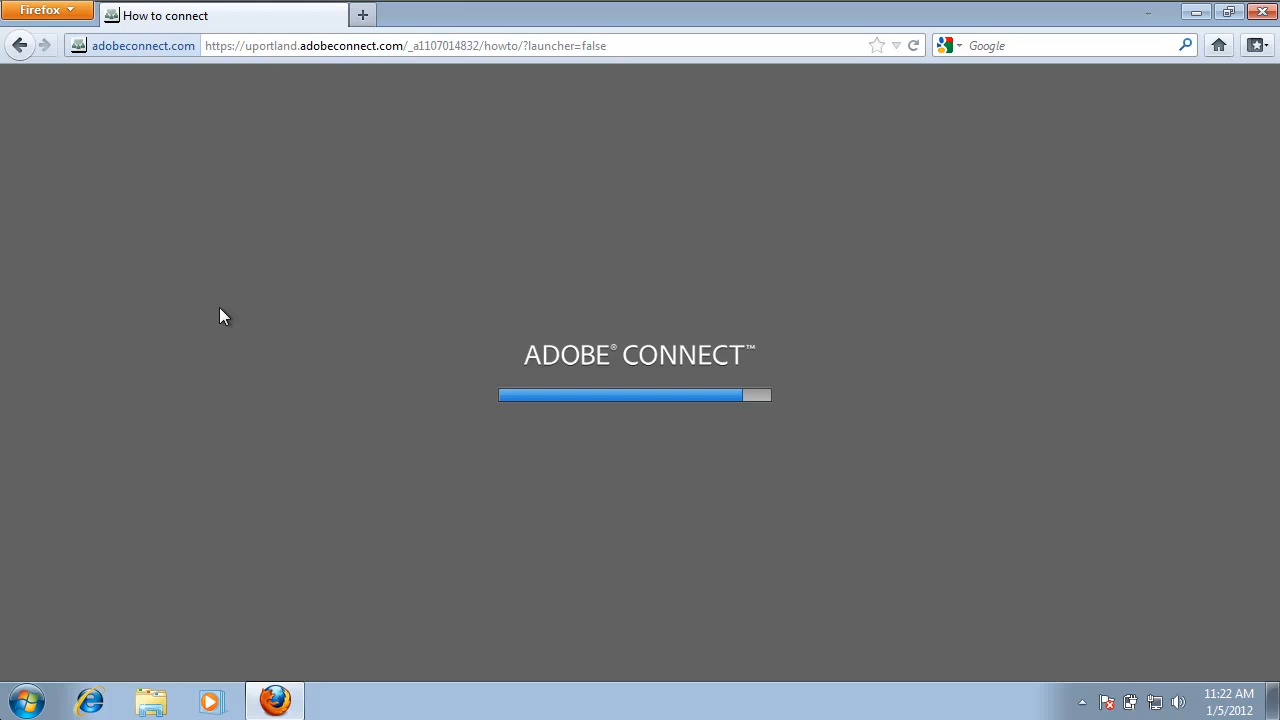 Firefox
How to connect
adobeconnect.com
https://uportland.adobeconnect.com/_a1107014832/howto/?launcher=false
Google
ADOBE® CONNECT™
11:22 AM
1/5/2012